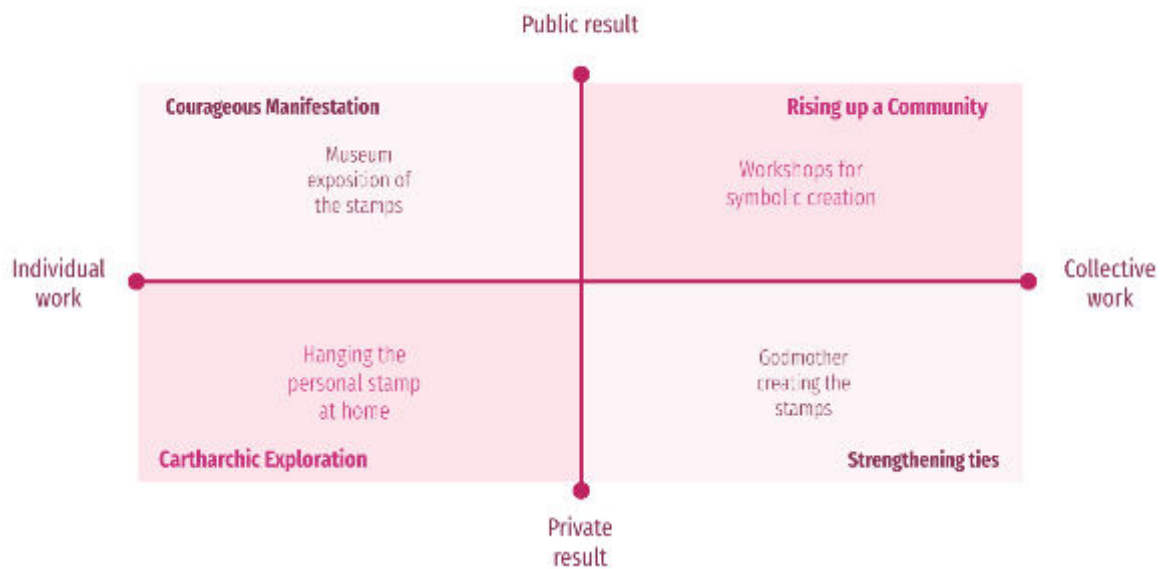 Public result
Courageous Manifestation
Rising up a Community
Museum
exposition of
the stamps
Workshops for
symbolic creation
Individual
work
Collective
work
Hanging the
personal stamp
at home
Godmother
creating the
stamps
Cartharchic Exploration
Strengthening ties
Private
result